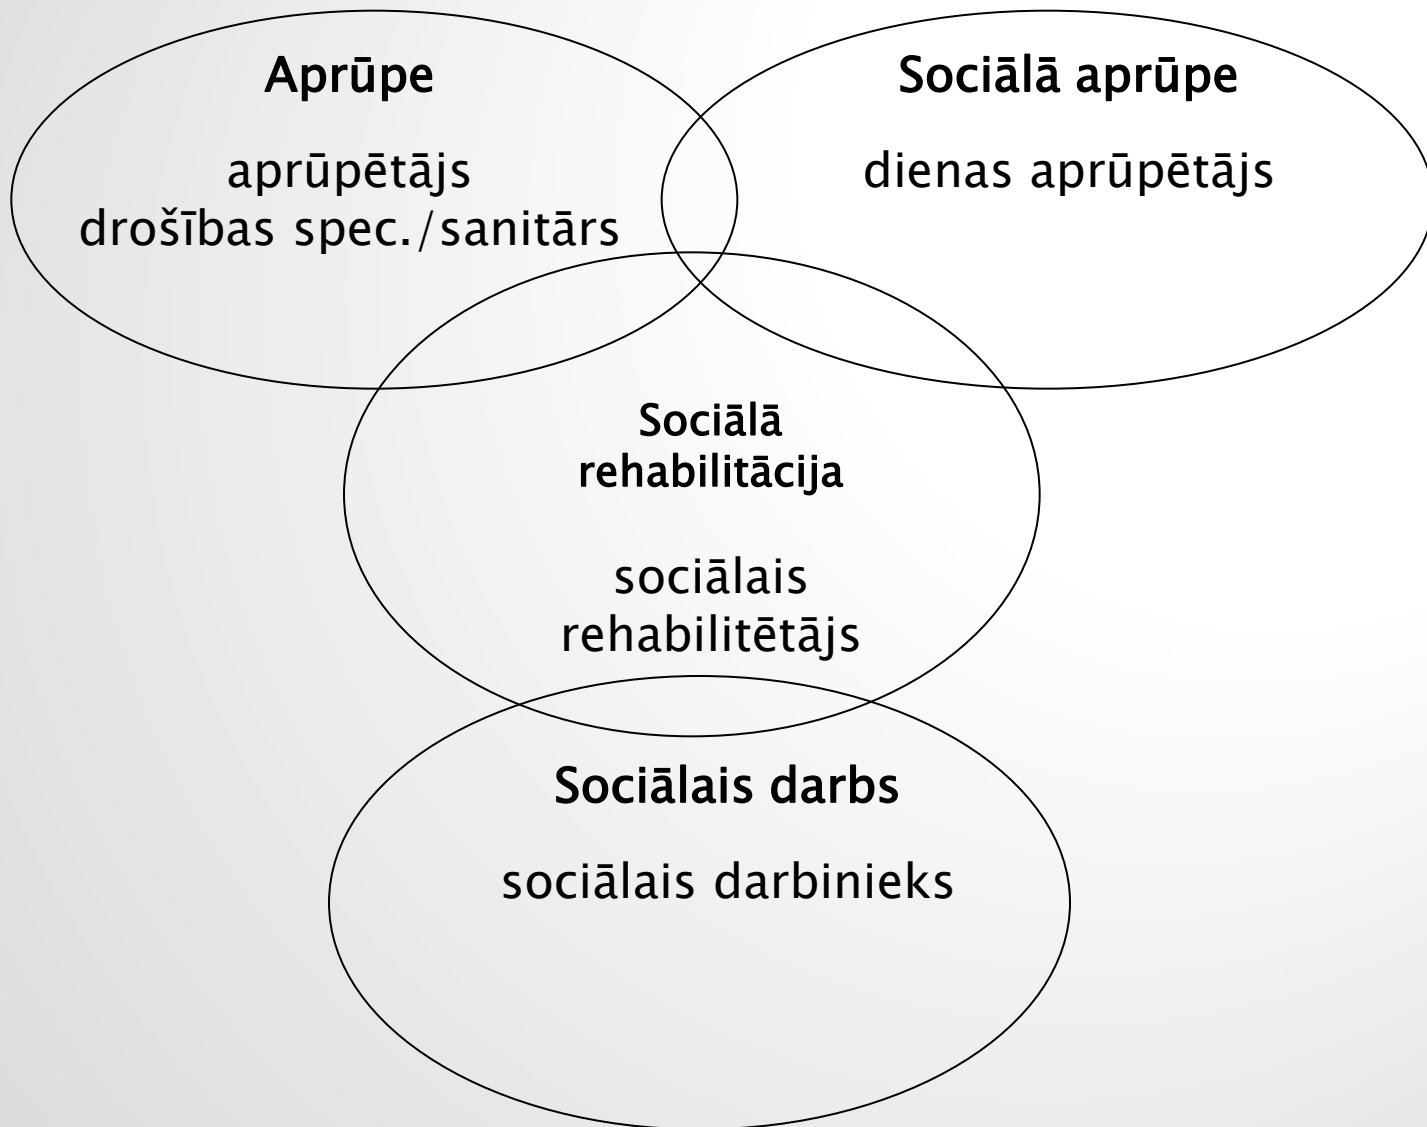 Aprūpe
aprūpētājs
drošības spec./sanitārs
Sociālā aprūpe
dienas aprūpētājs
Sociālā
rehabilitācija
sociālais
rehabilitētājs
Sociālais darbs
sociālais darbinieks